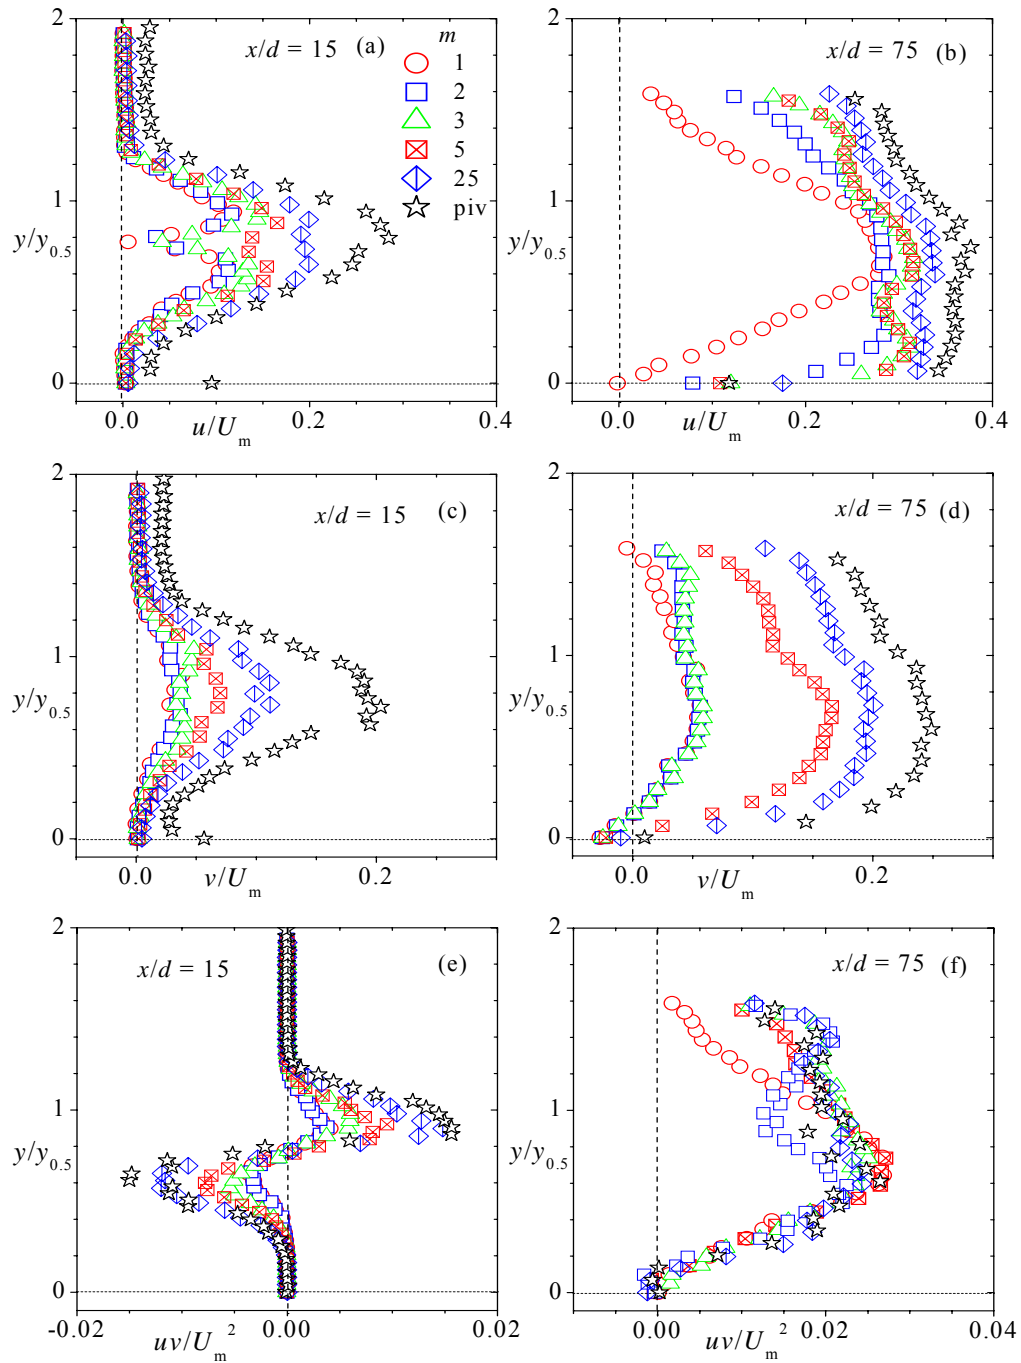 2
x/d = 15 (a)
m
1
2
3
5
25
piv
1
y/y0.5
0
0.0 0.2 0.4
u/Um
2
(b) x/d = 75
1
y/y0.5
0
0.0 0.2 0.4
u/Um
2
x/d = 15 (c)
1
y/y0.5
0
0.0 0.2
v/Um
2
x/d = 75 (d)
1
y/y0.5
0
0.0 0.2
v/Um
2
x/d = 15 (e)
1
y/y0.5
0
-0.02 0.00 0.02
uv/Um2
2
x/d = 75 (f)
1
y/y0.5
0
0.00 0.02 0.04
uv/Um2